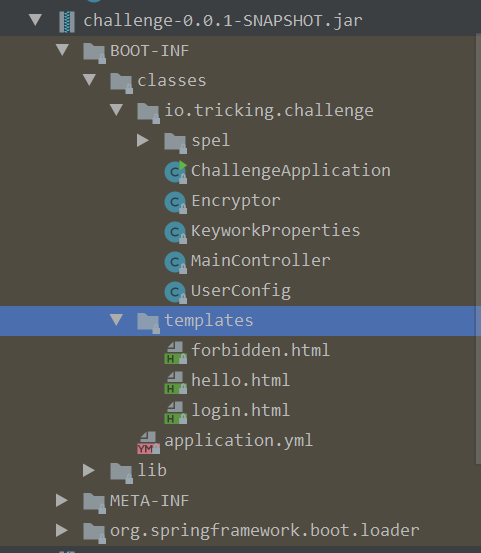 challenge-0.0.1-SNAPSHOT.jar
BOOT-INF
classes
io.tricking.challenge
spel
C ChallengeApplication
C Encryptor
C KeyworkProperties
C MainController
C UserConfig
templates
H forbidden.html
H hello.html
H login.html
YM application.yml
lib
META-INF
org.springframework.boot.loader